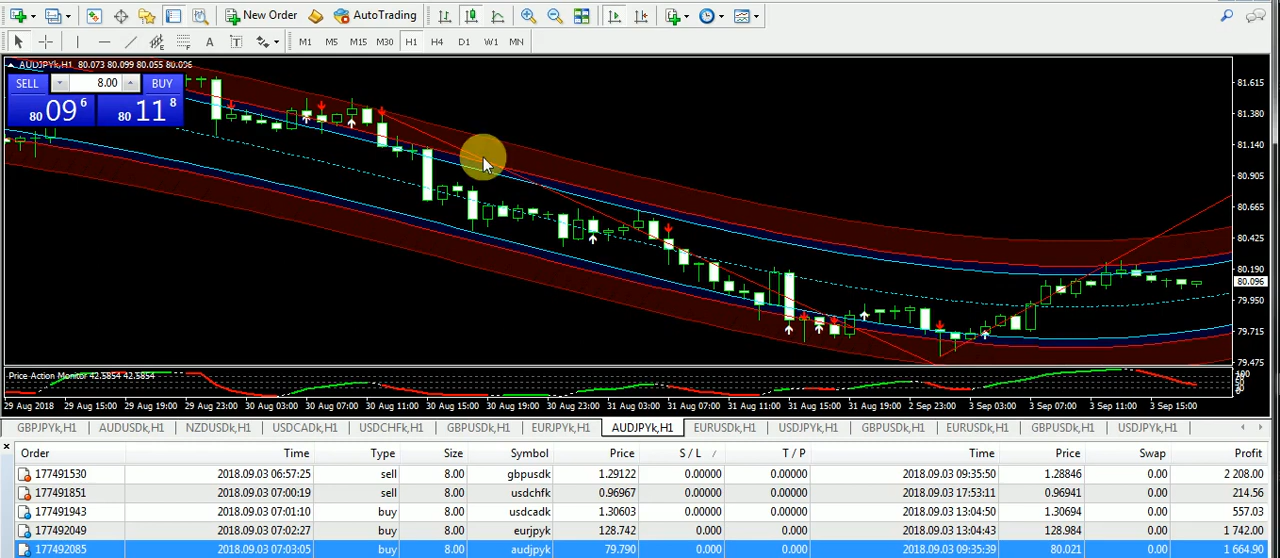 New Order AutoTrading
A T M1 M5 M15 M30 H1 H4 D1 W1 MN
AUDJPYk,H1 80.073 80.099 80.055 80.096
SELL 8.00 BUY
80 09 6 80 11 8
81.615
81.380
81.140
80.905
80.665
80.425
80.190
80.096
79.950
79.715
79.475
Price Action Monitor 42.5854 42.5854
100
29 Aug 2018 29 Aug 15:00 29 Aug 19:00 29 Aug 23:00 30 Aug 03:00 30 Aug 07:00 30 Aug 11:00 30 Aug 15:00 30 Aug 19:00 30 Aug 23:00 31 Aug 03:00 31 Aug 07:00 31 Aug 11:00 31 Aug 15:00 31 Aug 19:00 2 Sep 23:00 3 Sep 03:00 3 Sep 07:00 3 Sep 11:00 3 Sep 15:00
GBPJPYk,H1 AUDUSDk,H1 NZDUSDk,H1 USDCADk,H1 USDCHFk,H1 GBPUSDk,H1 EURJPYk,H1 AUDJPYk,H1 EURUSDk,H1 USDJPYk,H1 GBPUSDk,H1 EURUSDk,H1 GBPUSDk,H1 USDJPYk,H1
Order Time Type Size Symbol Price S / L / T / P Time Price Swap Profit
177491530 2018.09.03 06:57:25 sell 8.00 gbpusdk 1.29122 0.00000 0.00000 2018.09.03 09:35:50 1.28846 0.00 2 208.00
177491851 2018.09.03 07:00:19 sell 8.00 usdchfk 0.96967 0.00000 0.00000 2018.09.03 17:53:11 0.96941 0.00 214.56
177491943 2018.09.03 07:01:10 buy 8.00 usdcadk 1.30603 0.00000 0.00000 2018.09.03 13:04:50 1.30694 0.00 557.03
177492049 2018.09.03 07:02:27 buy 8.00 eurjpyk 128.742 0.000 0.000 2018.09.03 13:04:43 128.984 0.00 1 742.00
177492085 2018.09.03 07:03:05 buy 8.00 audjpyk 79.790 0.000 0.000 2018.09.03 09:35:39 80.021 0.00 1 664.90